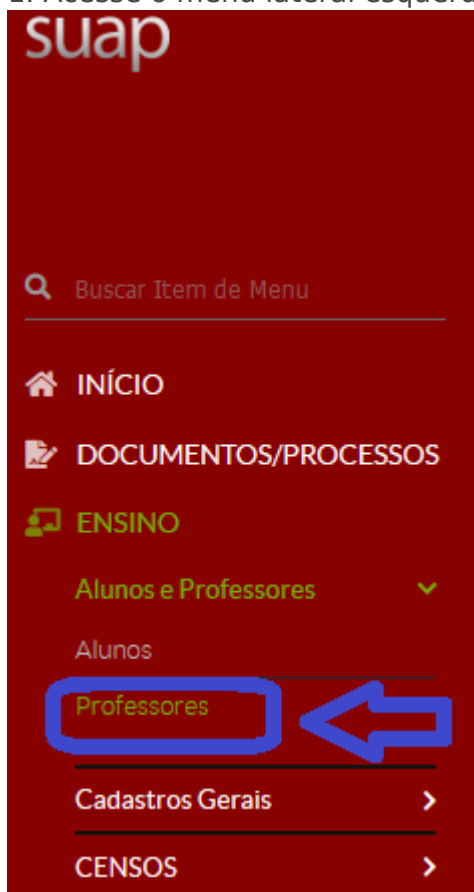 suap
Buscar Item de Menu
INÍCIO
DOCUMENTOS/PROCESSOS
ENSINO
Alunos e Professores
Alunos
Professores
Cadastros Gerais
CENSOS